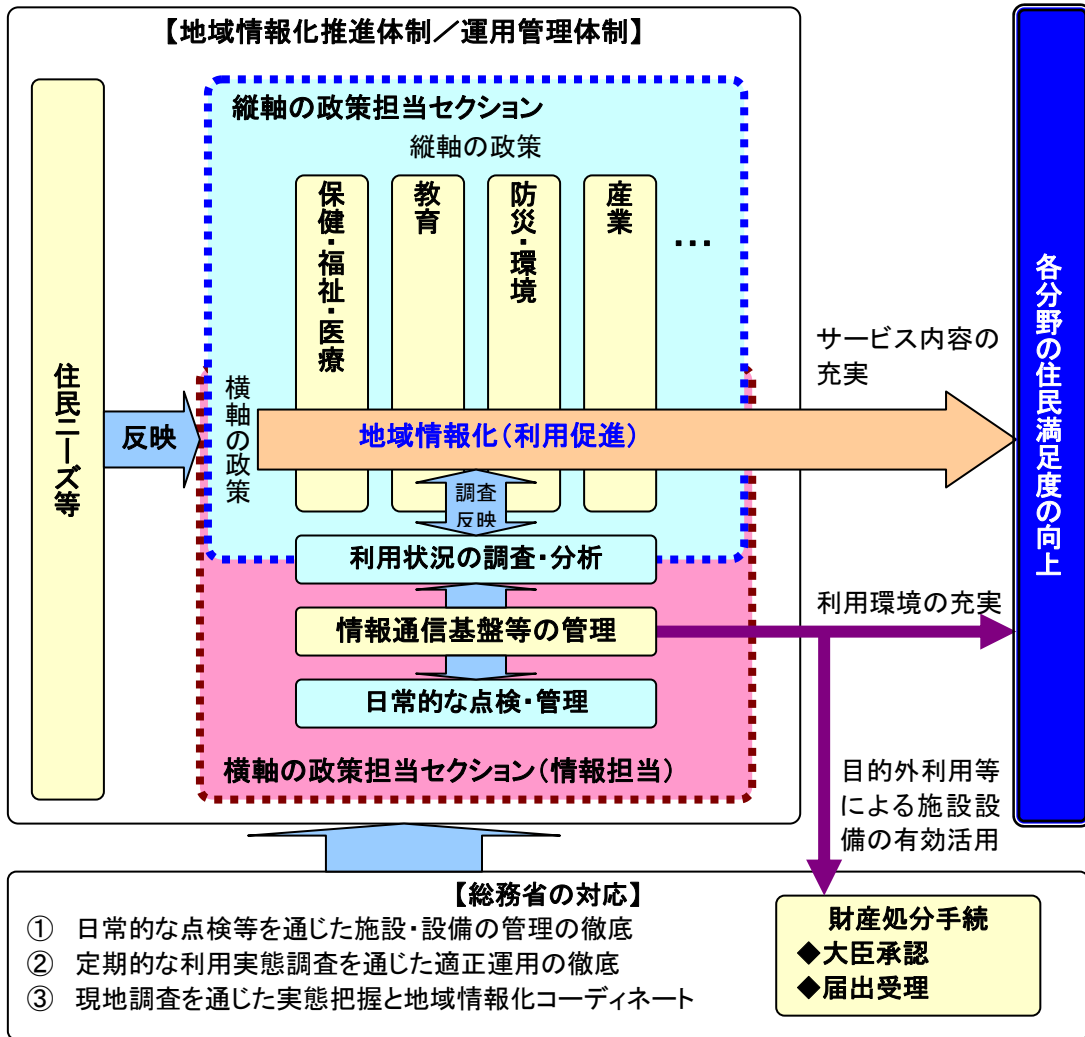 【地域情報化推進体制／運用管理体制】
縦軸の政策担当セクション
縦軸の政策
保健・福祉・医療
教育
防災・環境
産業
…
住民ニーズ等
反映
横軸の政策
地域情報化（利用促進）
調査
反映
利用状況の調査・分析
情報通信基盤等の管理
日常的な点検・管理
横軸の政策担当セクション（情報担当）
サービス内容の
充実
利用環境の充実
目的外利用等
による施設設
備の有効活用
各分野の住民満足度の向上
【総務省の対応】
① 日常的な点検等を通じた施設・設備の管理の徹底
② 定期的な利用実態調査を通じた適正運用の徹底
③ 現地調査を通じた実態把握と地域情報化コーディネート
財産処分手続
◆大臣承認
◆届出受理